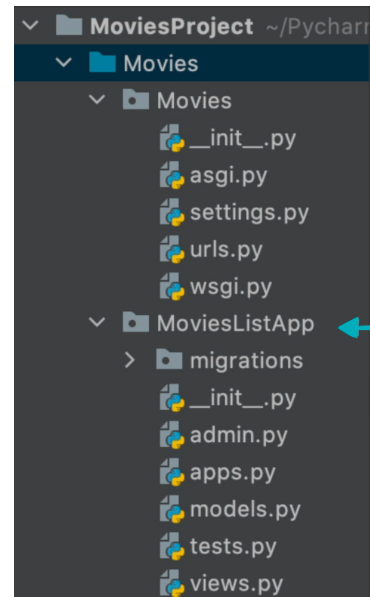 MoviesProject ~/Pycharr
Movies
Movies
__init__.py
asgi.py
settings.py
urls.py
wsgi.py
MoviesListApp
migrations
__init__.py
admin.py
apps.py
models.py
tests.py
views.py